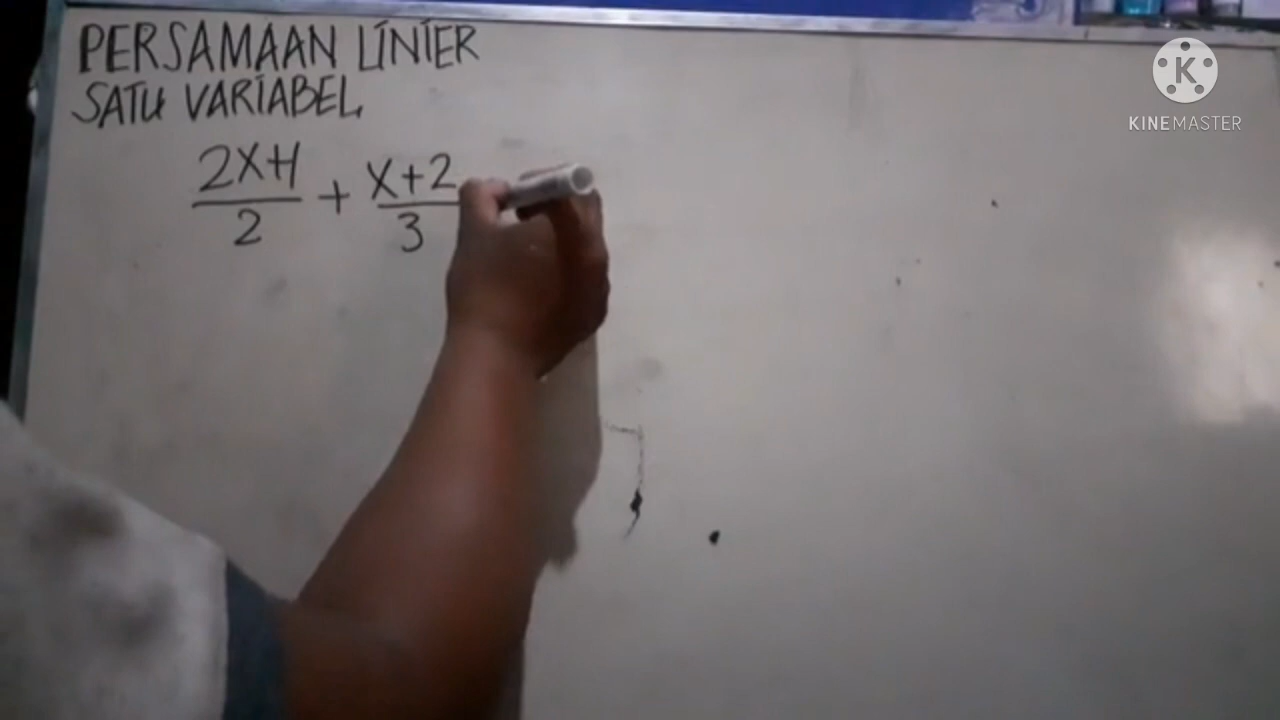 PERSAMAAN LINIER
SATU VARIABEL
2X+1 / 2 + X+2 / 3
K
KINEMASTER